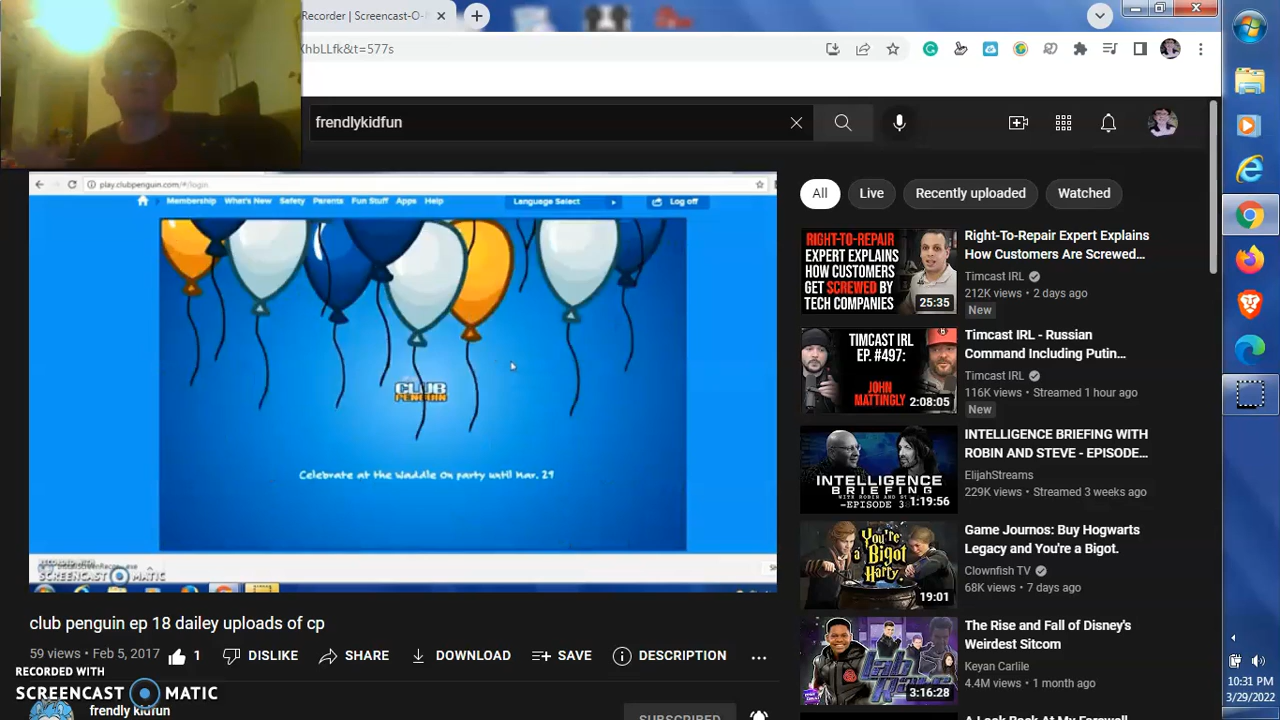 Recorder | Screencast-O-
XhbLLfk&t=577s
frendlykidfun
play.clubpenguin.com/#/login
Membership What's New Safety Parents Fun Stuff Apps Help Language Select Log off
CLUB
PENGUIN
Celebrate at the Waddle On party until Mar. 29
SCREENCAST MATIC
club penguin ep 18 dailey uploads of cp
59 views • Feb 5, 2017
1 DISLIKE SHARE DOWNLOAD SAVE DESCRIPTION ...
RECORDED WITH
SCREENCAST MATIC
frendly kidfun
SUBSCRIBED
All Live Recently uploaded Watched
RIGHT-TO-REPAIR
EXPERT EXPLAINS
HOW CUSTOMERS
GET SCREWED BY
TECH COMPANIES
25:35
Right-To-Repair Expert Explains
How Customers Are Screwed...
Timcast IRL
212K views • 2 days ago
New
TIMCAST IRL
EP. #497:
JOHN
MATTINGLY
2:08:05
Timcast IRL - Russian
Command Including Putin...
Timcast IRL
116K views • Streamed 1 hour ago
New
INTELLIGENCE
BRIEFING
1:19:56
INTELLIGENCE BRIEFING WITH
ROBIN AND STEVE - EPISODE...
ElijahStreams
229K views • Streamed 3 weeks ago
You're
a Bigot
Harry
19:01
Game Journos: Buy Hogwarts
Legacy and You're a Bigot.
Clownfish TV
68K views • 7 days ago
LAB
RATS
3:16:28
The Rise and Fall of Disney's
Weirdest Sitcom
Keyan Carlile
4.4M views • 1 month ago
10:31 PM
3/29/2022